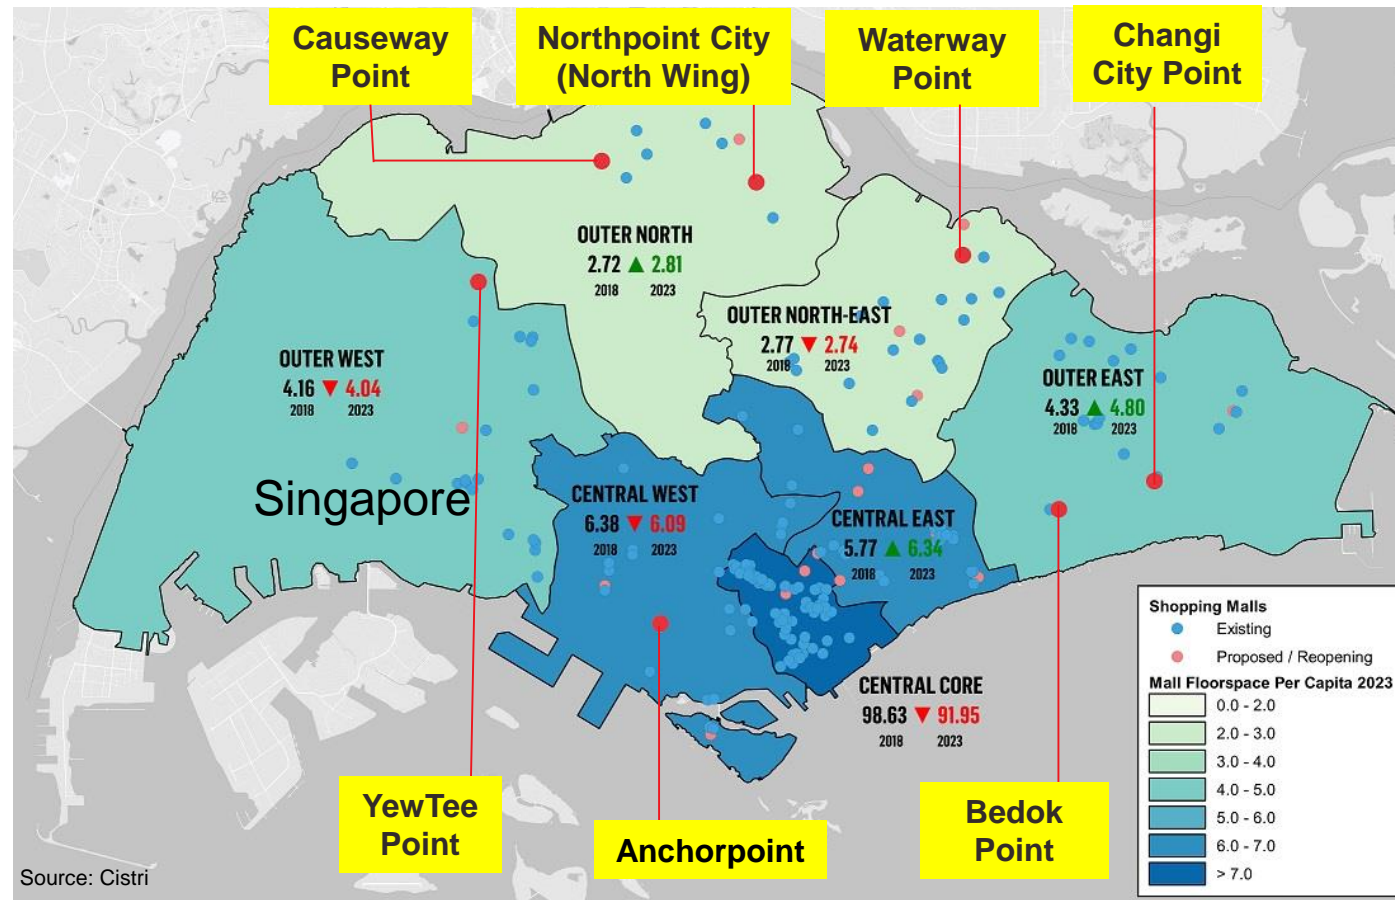 Causeway
Point
Northpoint City
(North Wing)
Waterway
Point
Changi
City Point
OUTER NORTH
2.72 ▲ 2.81
2018 2023
OUTER NORTH-EAST
2.77 ▼ 2.74
2018 2023
OUTER WEST
4.16 ▼ 4.04
2018 2023
OUTER EAST
4.33 ▲ 4.80
2018 2023
Singapore
CENTRAL WEST
6.38 ▼ 6.09
2018 2023
CENTRAL EAST
5.77 ▲ 6.34
2018 2023
CENTRAL CORE
98.63 ▼ 91.95
2018 2023
YewTee
Point
Anchorpoint
Bedok
Point
Shopping Malls
Existing
Proposed / Reopening
Mall Floorspace Per Capita 2023
0.0 - 2.0
2.0 - 3.0
3.0 - 4.0
4.0 - 5.0
5.0 - 6.0
6.0 - 7.0
> 7.0
Source: Cistri